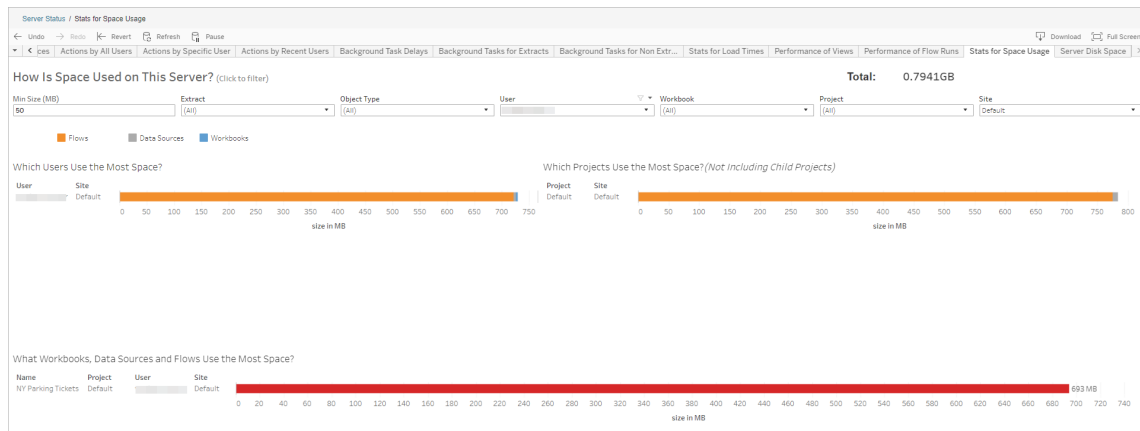 Server Status / Stats for Space Usage
← Undo → Redo Revert Refresh Pause Download Full Screen
ces Actions by All Users Actions by Specific User Actions by Recent Users Background Task Delays Background Tasks for Extracts Background Tasks for Non Extr... Stats for Load Times Performance of Views Performance of Flow Runs Stats for Space Usage Server Disk Space
How Is Space Used on This Server? (Click to filter) Total: 0.7941GB
Min Size (MB) Extract Object Type User Workbook Project Site
50 (All) (All) (All) (All) Default
Flows Data Sources Workbooks
Which Users Use the Most Space? Which Projects Use the Most Space? (Not Including Child Projects)
User Site Project Site
Default Default Default
0 50 100 150 200 250 300 350 400 450 500 550 600 650 700 750 0 50 100 150 200 250 300 350 400 450 500 550 600 650 700 750 800
size in MB size in MB
What Workbooks, Data Sources and Flows Use the Most Space?
Name Project User Site
NY Parking Tickets Default Default 693 MB
0 20 40 60 80 100 120 140 160 180 200 220 240 260 280 300 320 340 360 380 400 420 440 460 480 500 520 540 560 580 600 620 640 660 680 700 720 740
size in MB